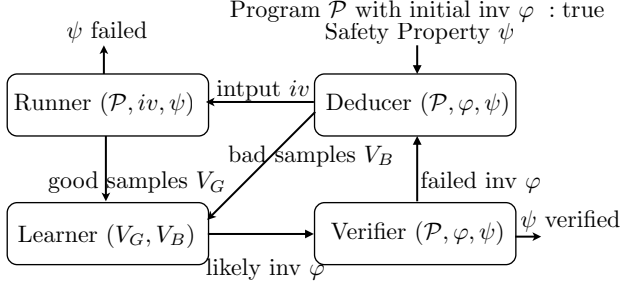 Program 𝒫 with initial inv φ : true
Safety Property ψ
ψ failed
Runner (𝒫, iv, ψ)
intput iv
Deducer (𝒫, φ, ψ)
bad samples V_B
good samples V_G
failed inv φ
Learner (V_G, V_B)
likely inv φ
Verifier (𝒫, φ, ψ)
ψ verified